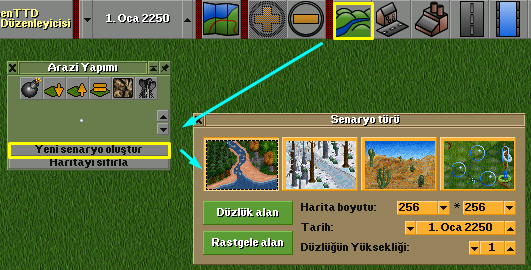 enTTD
Düzenleyicisi
1. Oca 2250
Arazi Yapımı
Yeni senaryo oluştur
Haritayı sıfırla
Senaryo türü
Düzlük alan
Rastgele alan
Harita boyutu: 256 * 256
Tarih: 1. Oca 2250
Düzlüğün Yüksekliği: 1